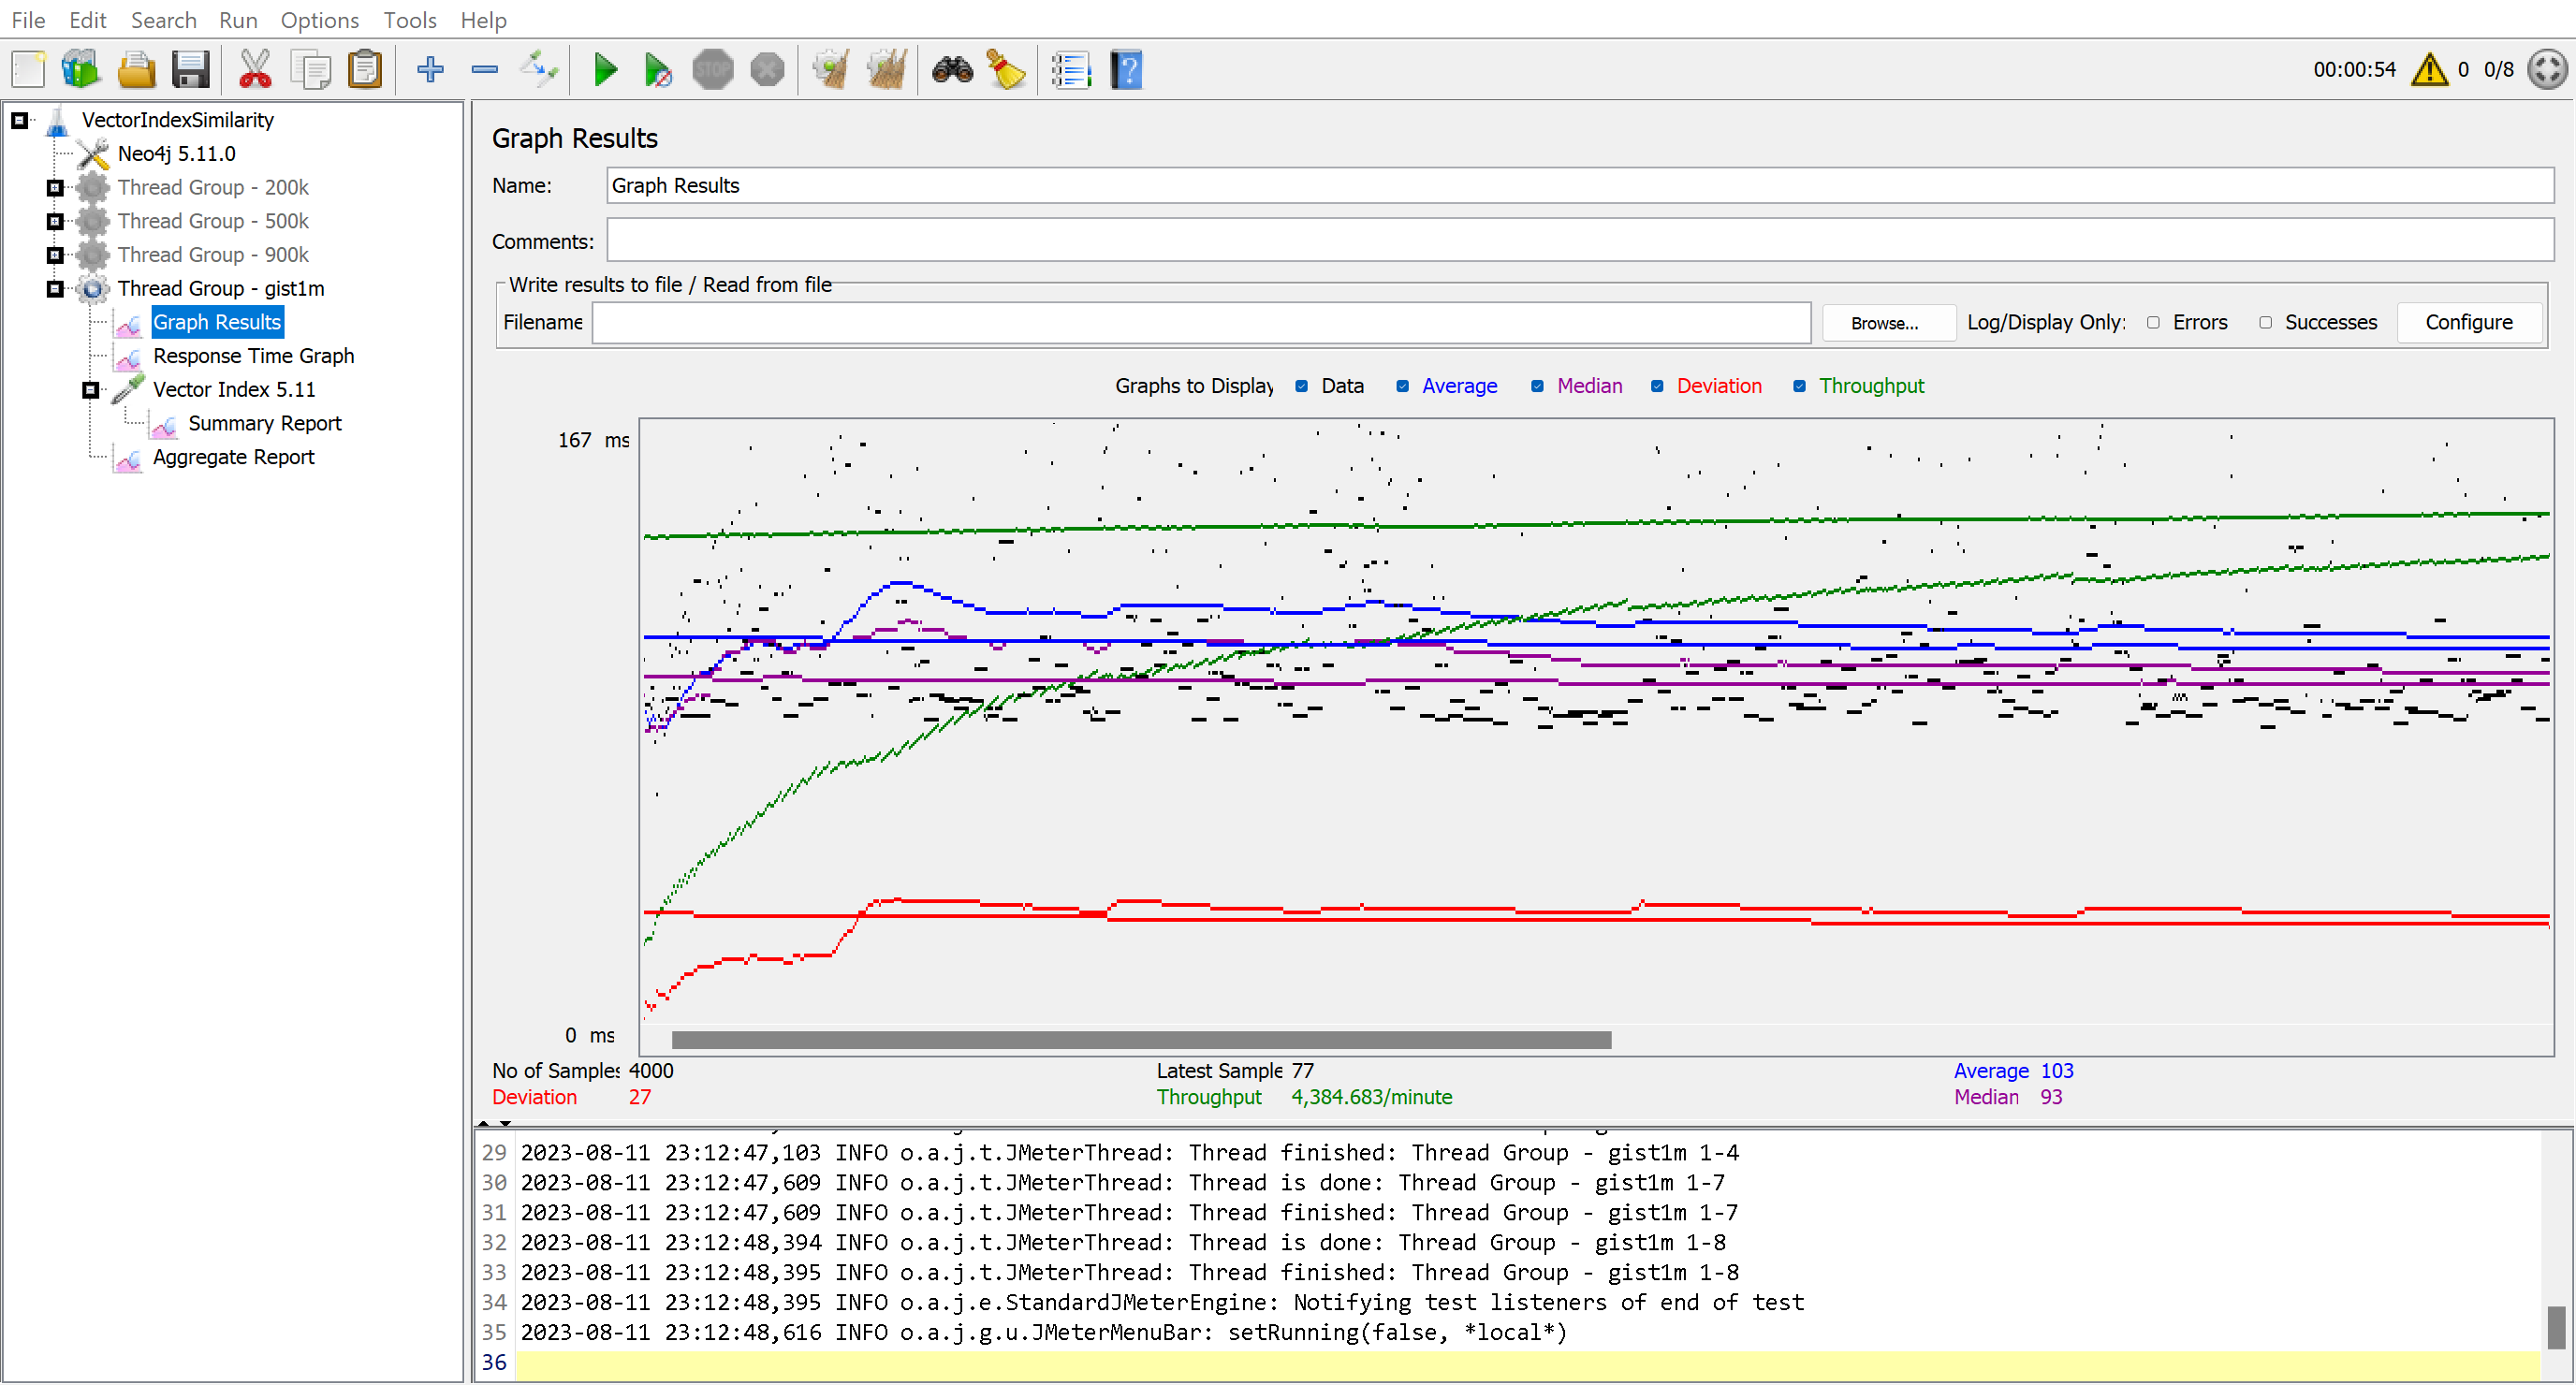 File Edit Search Run Options Tools Help
STOP
00:00:54 0 0/8
VectorIndexSimilarity
Neo4j 5.11.0
Thread Group - 200k
Thread Group - 500k
Thread Group - 900k
Thread Group - gist1m
Graph Results
Response Time Graph
Vector Index 5.11
Summary Report
Aggregate Report
Graph Results
Name: Graph Results
Comments:
Write results to file / Read from file
Filename Browse... Log/Display Only: Errors Successes Configure
Graphs to Display Data Average Median Deviation Throughput
167 ms
0 ms
No of Samples 4000 Latest Sample 77 Average 103
Deviation 27 Throughput 4,384.683/minute Median 93
29 2023-08-11 23:12:47,103 INFO o.a.j.t.JMeterThread: Thread finished: Thread Group - gist1m 1-4
30 2023-08-11 23:12:47,609 INFO o.a.j.t.JMeterThread: Thread is done: Thread Group - gist1m 1-7
31 2023-08-11 23:12:47,609 INFO o.a.j.t.JMeterThread: Thread finished: Thread Group - gist1m 1-7
32 2023-08-11 23:12:48,394 INFO o.a.j.t.JMeterThread: Thread is done: Thread Group - gist1m 1-8
33 2023-08-11 23:12:48,395 INFO o.a.j.t.JMeterThread: Thread finished: Thread Group - gist1m 1-8
34 2023-08-11 23:12:48,395 INFO o.a.j.e.StandardJMeterEngine: Notifying test listeners of end of test
35 2023-08-11 23:12:48,616 INFO o.a.j.g.u.JMeterMenuBar: setRunning(false, *local*)
36